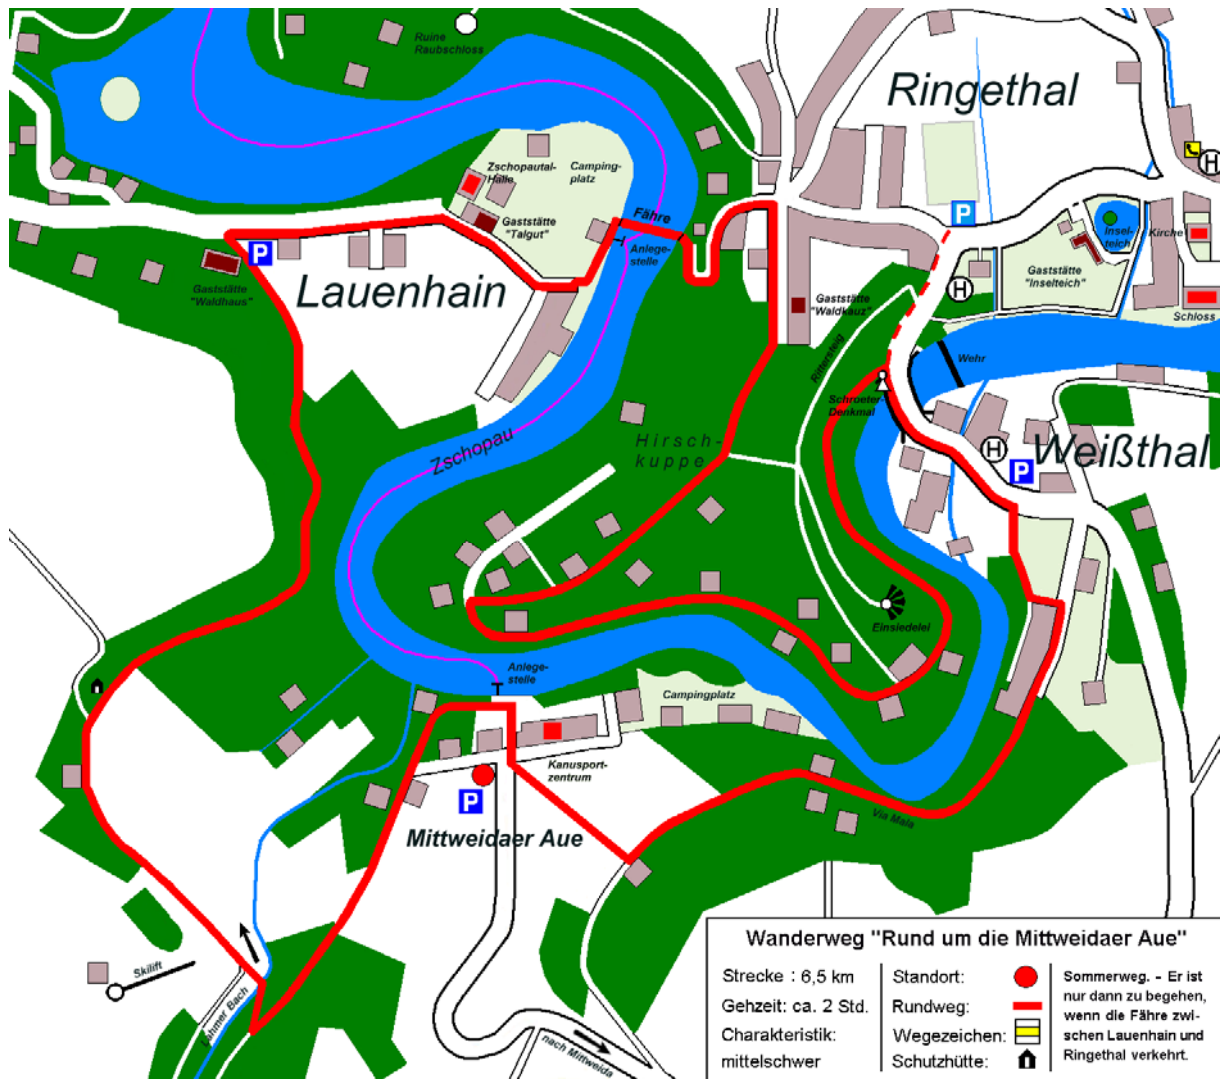 Ruine
Raubschloss
Ringethal
Zschopautal-
Halle
Camping-
platz
H
Fähre
Gaststätte
"Talgut"
P
Insel-
teich
Kirche
Anlege-
stelle
P
Gaststätte
"Inselteich"
Gaststätte
"Waldhaus"
Lauenhain
Gaststätte
"Waldkauz"
H
Schloss
Rittersteig
Wehr
Schroeter-
Denkmal
Zschopau
Hirsch-
kuppe
H
Weißthal
P
Einsiedelei
Anlege-
stelle
Campingplatz
Kanusport-
zentrum
P
Mittweidaer Aue
Via Mala
Skilift
Lahmer Bach
nach Mittweida
Wanderweg "Rund um die Mittweidaer Aue"
Strecke : 6,5 km
Gehzeit: ca. 2 Std.
Charakteristik:
mittelschwer
Standort:
Rundweg:
Wegezeichen:
Schutzhütte:
Sommerweg. - Er ist
nur dann zu begehen,
wenn die Fähre zwi-
schen Lauenhain und
Ringethal verkehrt.